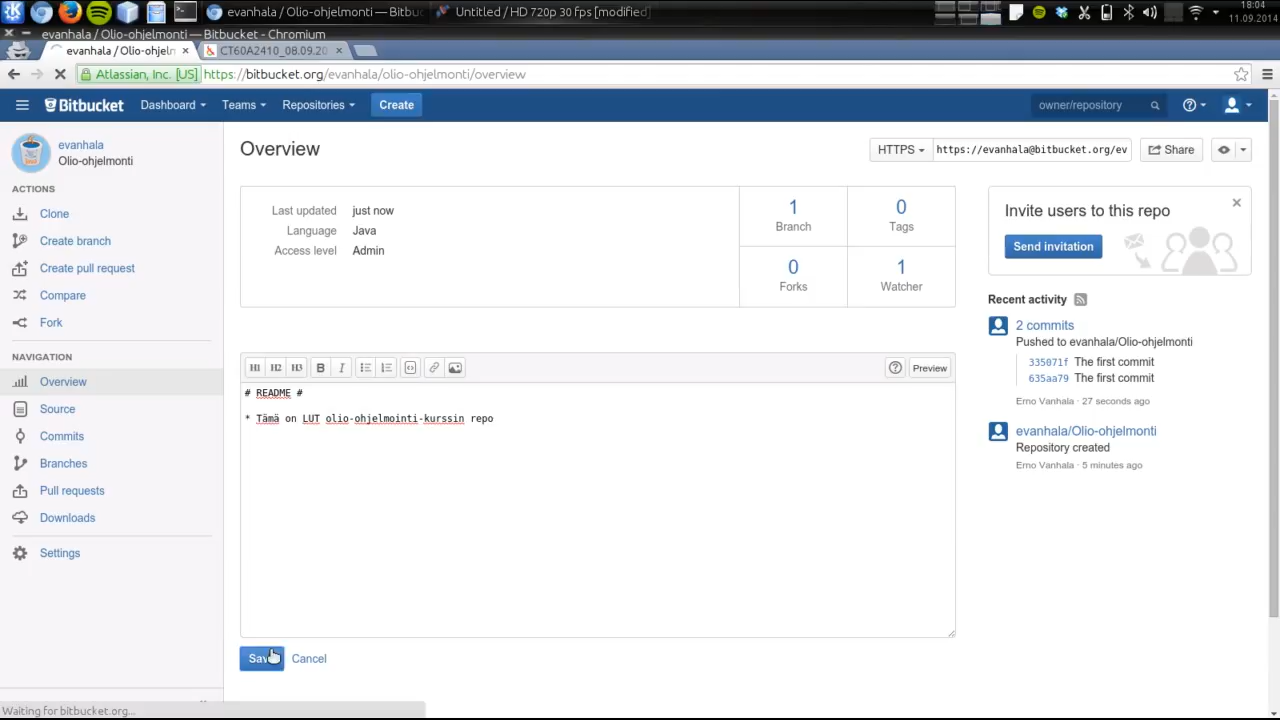 evanhala / Olio-ohjelmonti — Bitbuc
Untitled / HD 720p 30 fps [modified]
18:04
11.09.2014
evanhala / Olio-ohjelmonti — Bitbucket - Chromium
evanhala / Olio-ohjeln
CT60A2410_08.09.20
Atlassian, Inc. [US]
https://bitbucket.org/evanhala/olio-ohjelmonti/overview
Bitbucket
Dashboard
Teams
Repositories
Create
owner/repository
evanhala
Olio-ohjelmonti
ACTIONS
Clone
Create branch
Create pull request
Compare
Fork
NAVIGATION
Overview
Source
Commits
Branches
Pull requests
Downloads
Settings
Overview
HTTPS
https://evanhala@bitbucket.org/ev
Share
Last updated just now
Language Java
Access level Admin
1
Branch
0
Tags
0
Forks
1
Watcher
H1 H2 H3 B I
Preview
# README #
* Tämä on LUT olio-ohjelmointi-kurssin repo
Save
Cancel
Invite users to this repo
Send invitation
Recent activity
2 commits
Pushed to evanhala/Olio-ohjelmonti
335071f The first commit
635aa79 The first commit
Erno Vanhala · 27 seconds ago
evanhala/Olio-ohjelmonti
Repository created
Erno Vanhala · 5 minutes ago
Waiting for bitbucket.org...